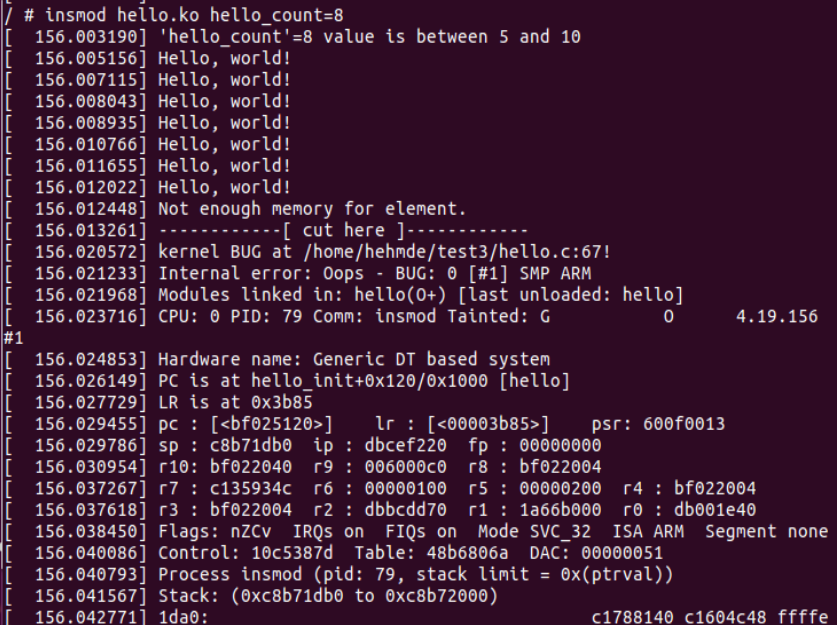 / # insmod hello.ko hello_count=8
[  156.003190] 'hello_count'=8 value is between 5 and 10
[  156.005156] Hello, world!
[  156.007115] Hello, world!
[  156.008043] Hello, world!
[  156.008935] Hello, world!
[  156.010766] Hello, world!
[  156.011655] Hello, world!
[  156.012022] Hello, world!
[  156.012448] Not enough memory for element.
[  156.013261] ------------[ cut here ]------------
[  156.020572] kernel BUG at /home/hehmde/test3/hello.c:67!
[  156.021233] Internal error: Oops - BUG: 0 [#1] SMP ARM
[  156.021968] Modules linked in: hello(O+) [last unloaded: hello]
[  156.023716] CPU: 0 PID: 79 Comm: insmod Tainted: G           O      4.19.156
#1
[  156.024853] Hardware name: Generic DT based system
[  156.026149] PC is at hello_init+0x120/0x1000 [hello]
[  156.027729] LR is at 0x3b85
[  156.029455] pc : [<bf025120>]    lr : [<00003b85>]    psr: 600f0013
[  156.029786] sp : c8b71db0  ip : dbcef220  fp : 00000000
[  156.030954] r10: bf022040  r9 : 006000c0  r8 : bf022004
[  156.037267] r7 : c135934c  r6 : 00000100  r5 : 00000200  r4 : bf022004
[  156.037618] r3 : bf022004  r2 : dbbcdd70  r1 : 1a66b000  r0 : db001e40
[  156.038450] Flags: nZCv  IRQs on  FIQs on  Mode SVC_32  ISA ARM  Segment none
[  156.040086] Control: 10c5387d  Table: 48b6806a  DAC: 00000051
[  156.040793] Process insmod (pid: 79, stack limit = 0x(ptrval))
[  156.041567] Stack: (0xc8b71db0 to 0xc8b72000)
[  156.042771] 1da0:                                     c1788140 c1604c48 ffffe